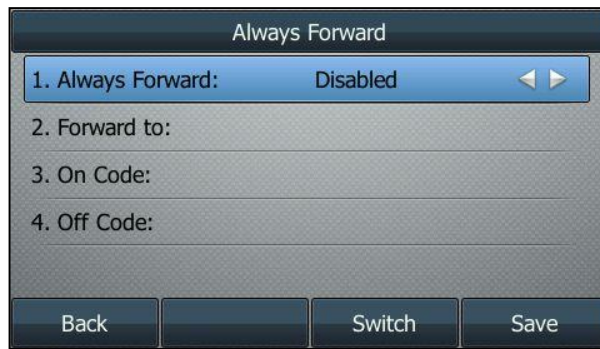 Always Forward
1. Always Forward: Disabled
2. Forward to:
3. On Code:
4. Off Code:
Back Switch Save